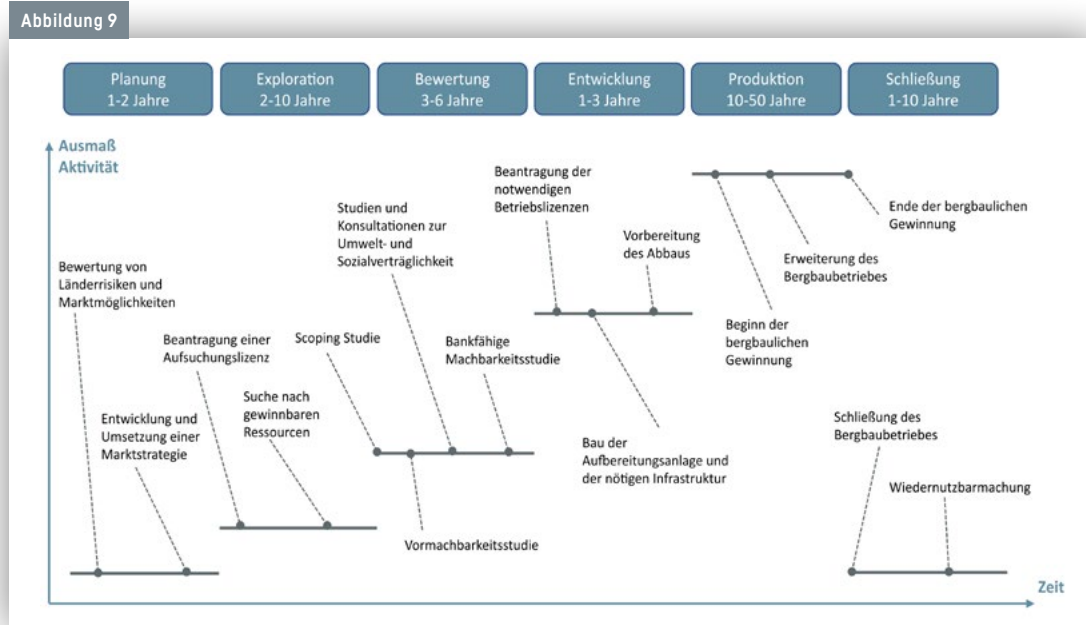 Abbildung 9
Planung
1-2 Jahre
Exploration
2-10 Jahre
Bewertung
3-6 Jahre
Entwicklung
1-3 Jahre
Produktion
10-50 Jahre
Schließung
1-10 Jahre
Ausmaß
Aktivität
Bewertung von
Länderrisiken und
Marktmöglichkeiten
Entwicklung und
Umsetzung einer
Marktstrategie
Beantragung einer
Aufsuchungslizenz
Suche nach
gewinnbaren
Ressourcen
Scoping Studie
Studien und
Konsultationen zur
Umwelt- und
Sozialverträglichkeit
Vormachbarkeitsstudie
Bankfähige
Machbarkeitsstudie
Beantragung der
notwendigen
Betriebslizenzen
Bau der
Aufbereitungsanlage und
der nötigen Infrastruktur
Vorbereitung
des Abbaus
Beginn der
bergbaulichen
Gewinnung
Erweiterung des
Bergbaubetriebes
Ende der bergbaulichen
Gewinnung
Schließung des
Bergbaubetriebes
Wiedernutzbarmachung
Zeit